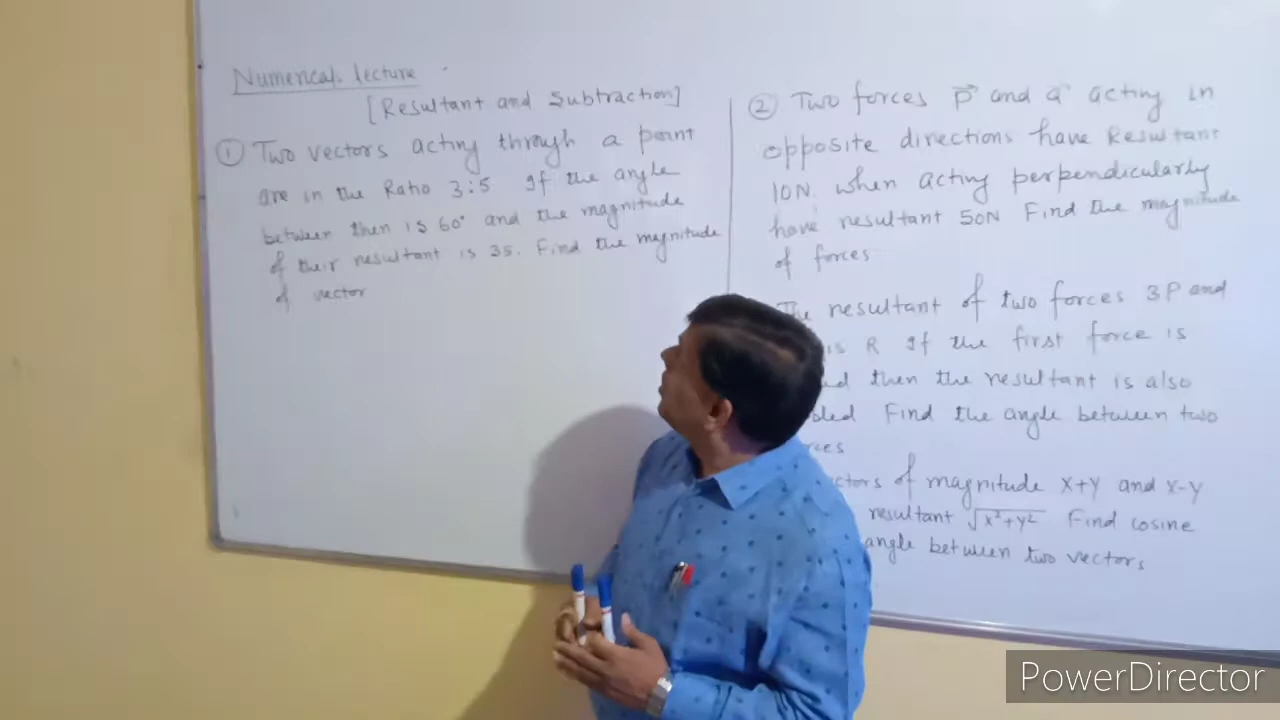 Numerical lecture
[Resultant and Subtraction]
① Two vectors acting through a point
are in the Ratio 3:5 If the angle
between then is 60° and the magnitude
of their resultant is 35. Find the magnitude
of vector
② Two forces P and Q acting in
opposite directions have Resultant
10N. when acting perpendicularly
have resultant 50N Find the magnitude
of forces
resultant of two forces 3P and
is R If the first force is
then the resultant is also
Find the angle between two
of magnitude x+y and x-y
resultant √x²+y² Find cosine
angle between two vectors.
PowerDirector